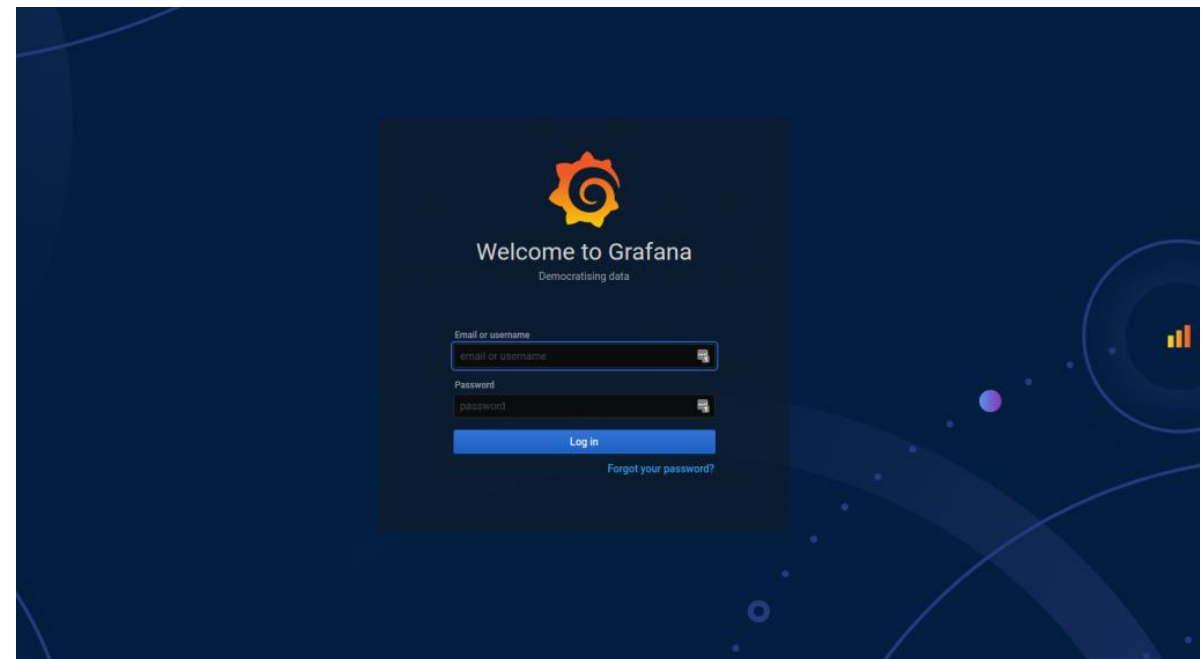 Welcome to Grafana
Democratising data
Email or username
email or username
Password
password
Log in
Forgot your password?